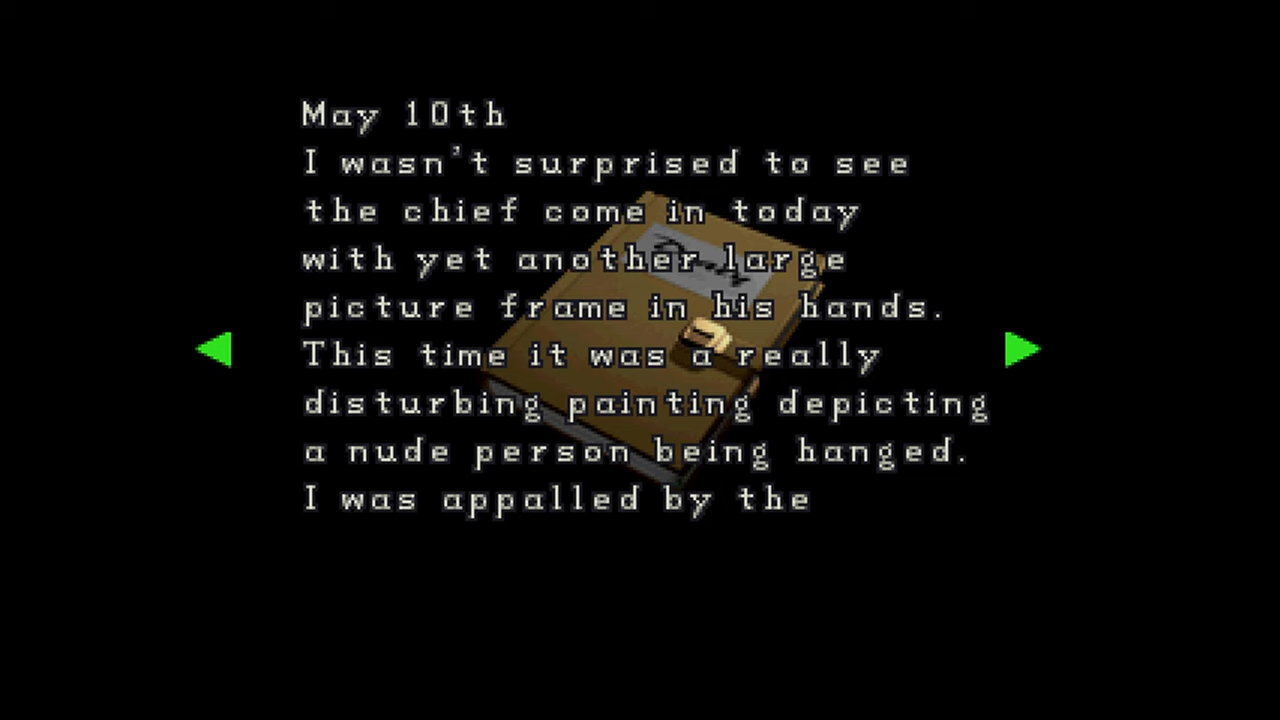 May 10th
I wasn't surprised to see
the chief come in today
with yet another large
picture frame in his hands.
This time it was a really
disturbing painting depicting
a nude person being hanged.
I was appalled by the
Diary